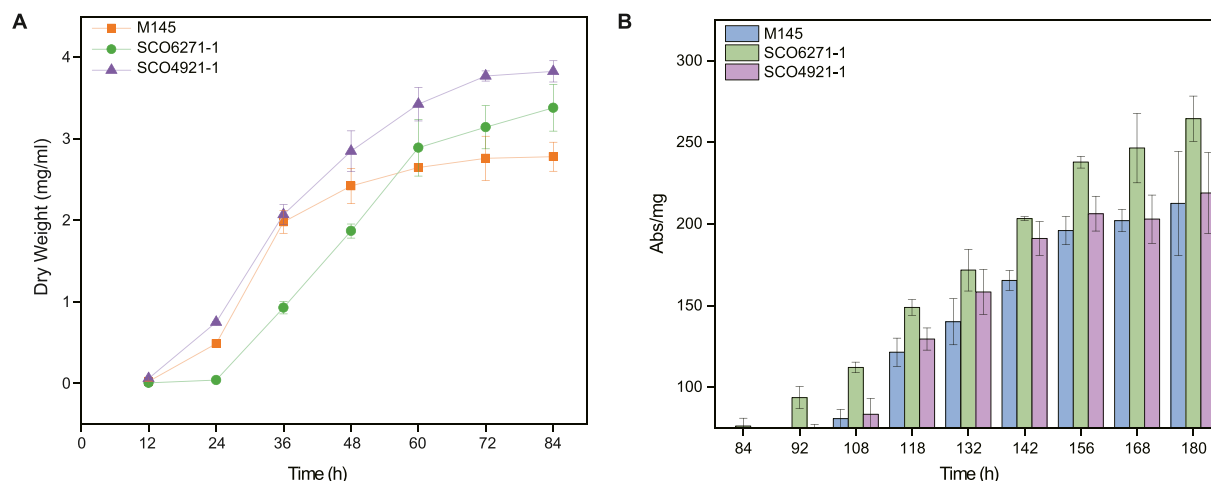 A
M145
SCO6271-1
SCO4921-1
4
3
2
1
0
Dry Weight (mg/ml)
0 12 24 36 48 60 72 84
Time (h)
B
M145
SCO6271-1
SCO4921-1
300
250
200
150
100
Abs/mg
84 92 108 118 132 142 156 168 180
Time (h)